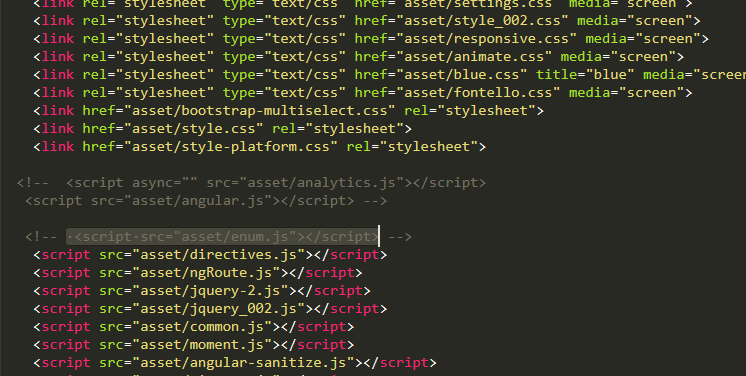 <link rel="stylesheet" type="text/css" href="asset/settings.css" media="screen">
<link rel="stylesheet" type="text/css" href="asset/style_002.css" media="screen">
<link rel="stylesheet" type="text/css" href="asset/responsive.css" media="screen">
<link rel="stylesheet" type="text/css" href="asset/animate.css" media="screen">
<link rel="stylesheet" type="text/css" href="asset/blue.css" title="blue" media="scree
<link rel="stylesheet" type="text/css" href="asset/fontello.css" media="screen">
<link href="asset/bootstrap-multiselect.css" rel="stylesheet">
<link href="asset/style.css" rel="stylesheet">
<link href="asset/style-platform.css" rel="stylesheet">
<!--  <script async="" src="asset/analytics.js"></script>
<script src="asset/angular.js"></script> -->
<!--  <script src="asset/enum.js"></script> -->
<script src="asset/directives.js"></script>
<script src="asset/ngRoute.js"></script>
<script src="asset/jquery-2.js"></script>
<script src="asset/jquery_002.js"></script>
<script src="asset/common.js"></script>
<script src="asset/moment.js"></script>
<script src="asset/angular-sanitize.js"></script>